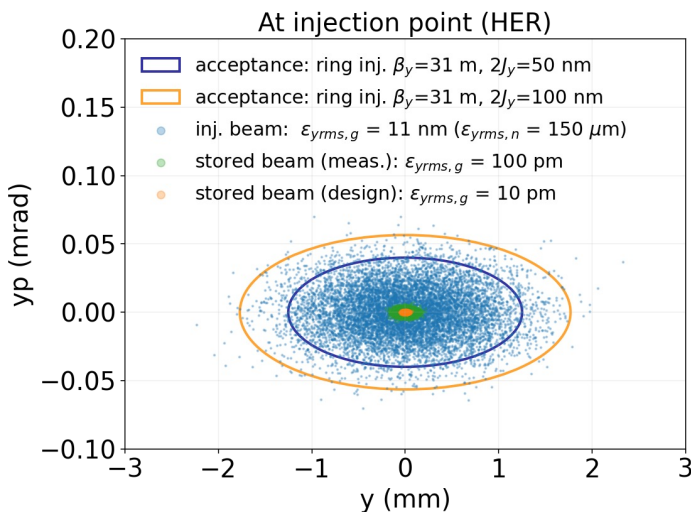 At injection point (HER)
0.20
0.15
0.10
0.05
0.00
−0.05
−0.10
yp (mrad)
acceptance: ring inj. βy=31 m, 2Jy=50 nm
acceptance: ring inj. βy=31 m, 2Jy=100 nm
inj. beam: εyrms,g = 11 nm (εyrms,n = 150 μm)
stored beam (meas.): εyrms,g = 100 pm
stored beam (design): εyrms,g = 10 pm
−3 −2 −1 0 1 2 3
y (mm)